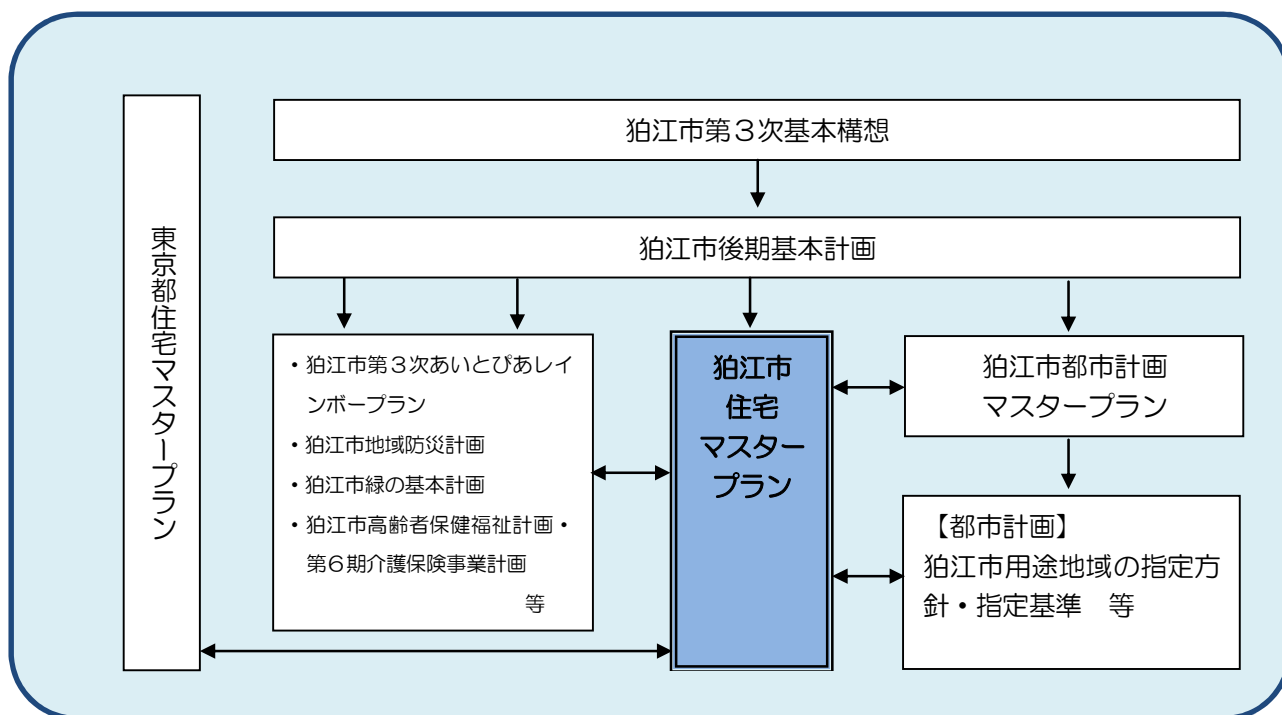 東京都住宅マスタープラン
狛江市第３次基本構想
狛江市後期基本計画
・狛江市第３次あいとぴあレイ
ンボープラン
・狛江市地域防災計画
・狛江市緑の基本計画
・狛江市高齢者保健福祉計画・
第６期介護保険事業計画
等
狛江市
住宅
マスター
プラン
狛江市都市計画
マスタープラン
【都市計画】
狛江市用途地域の指定方
針・指定基準　等